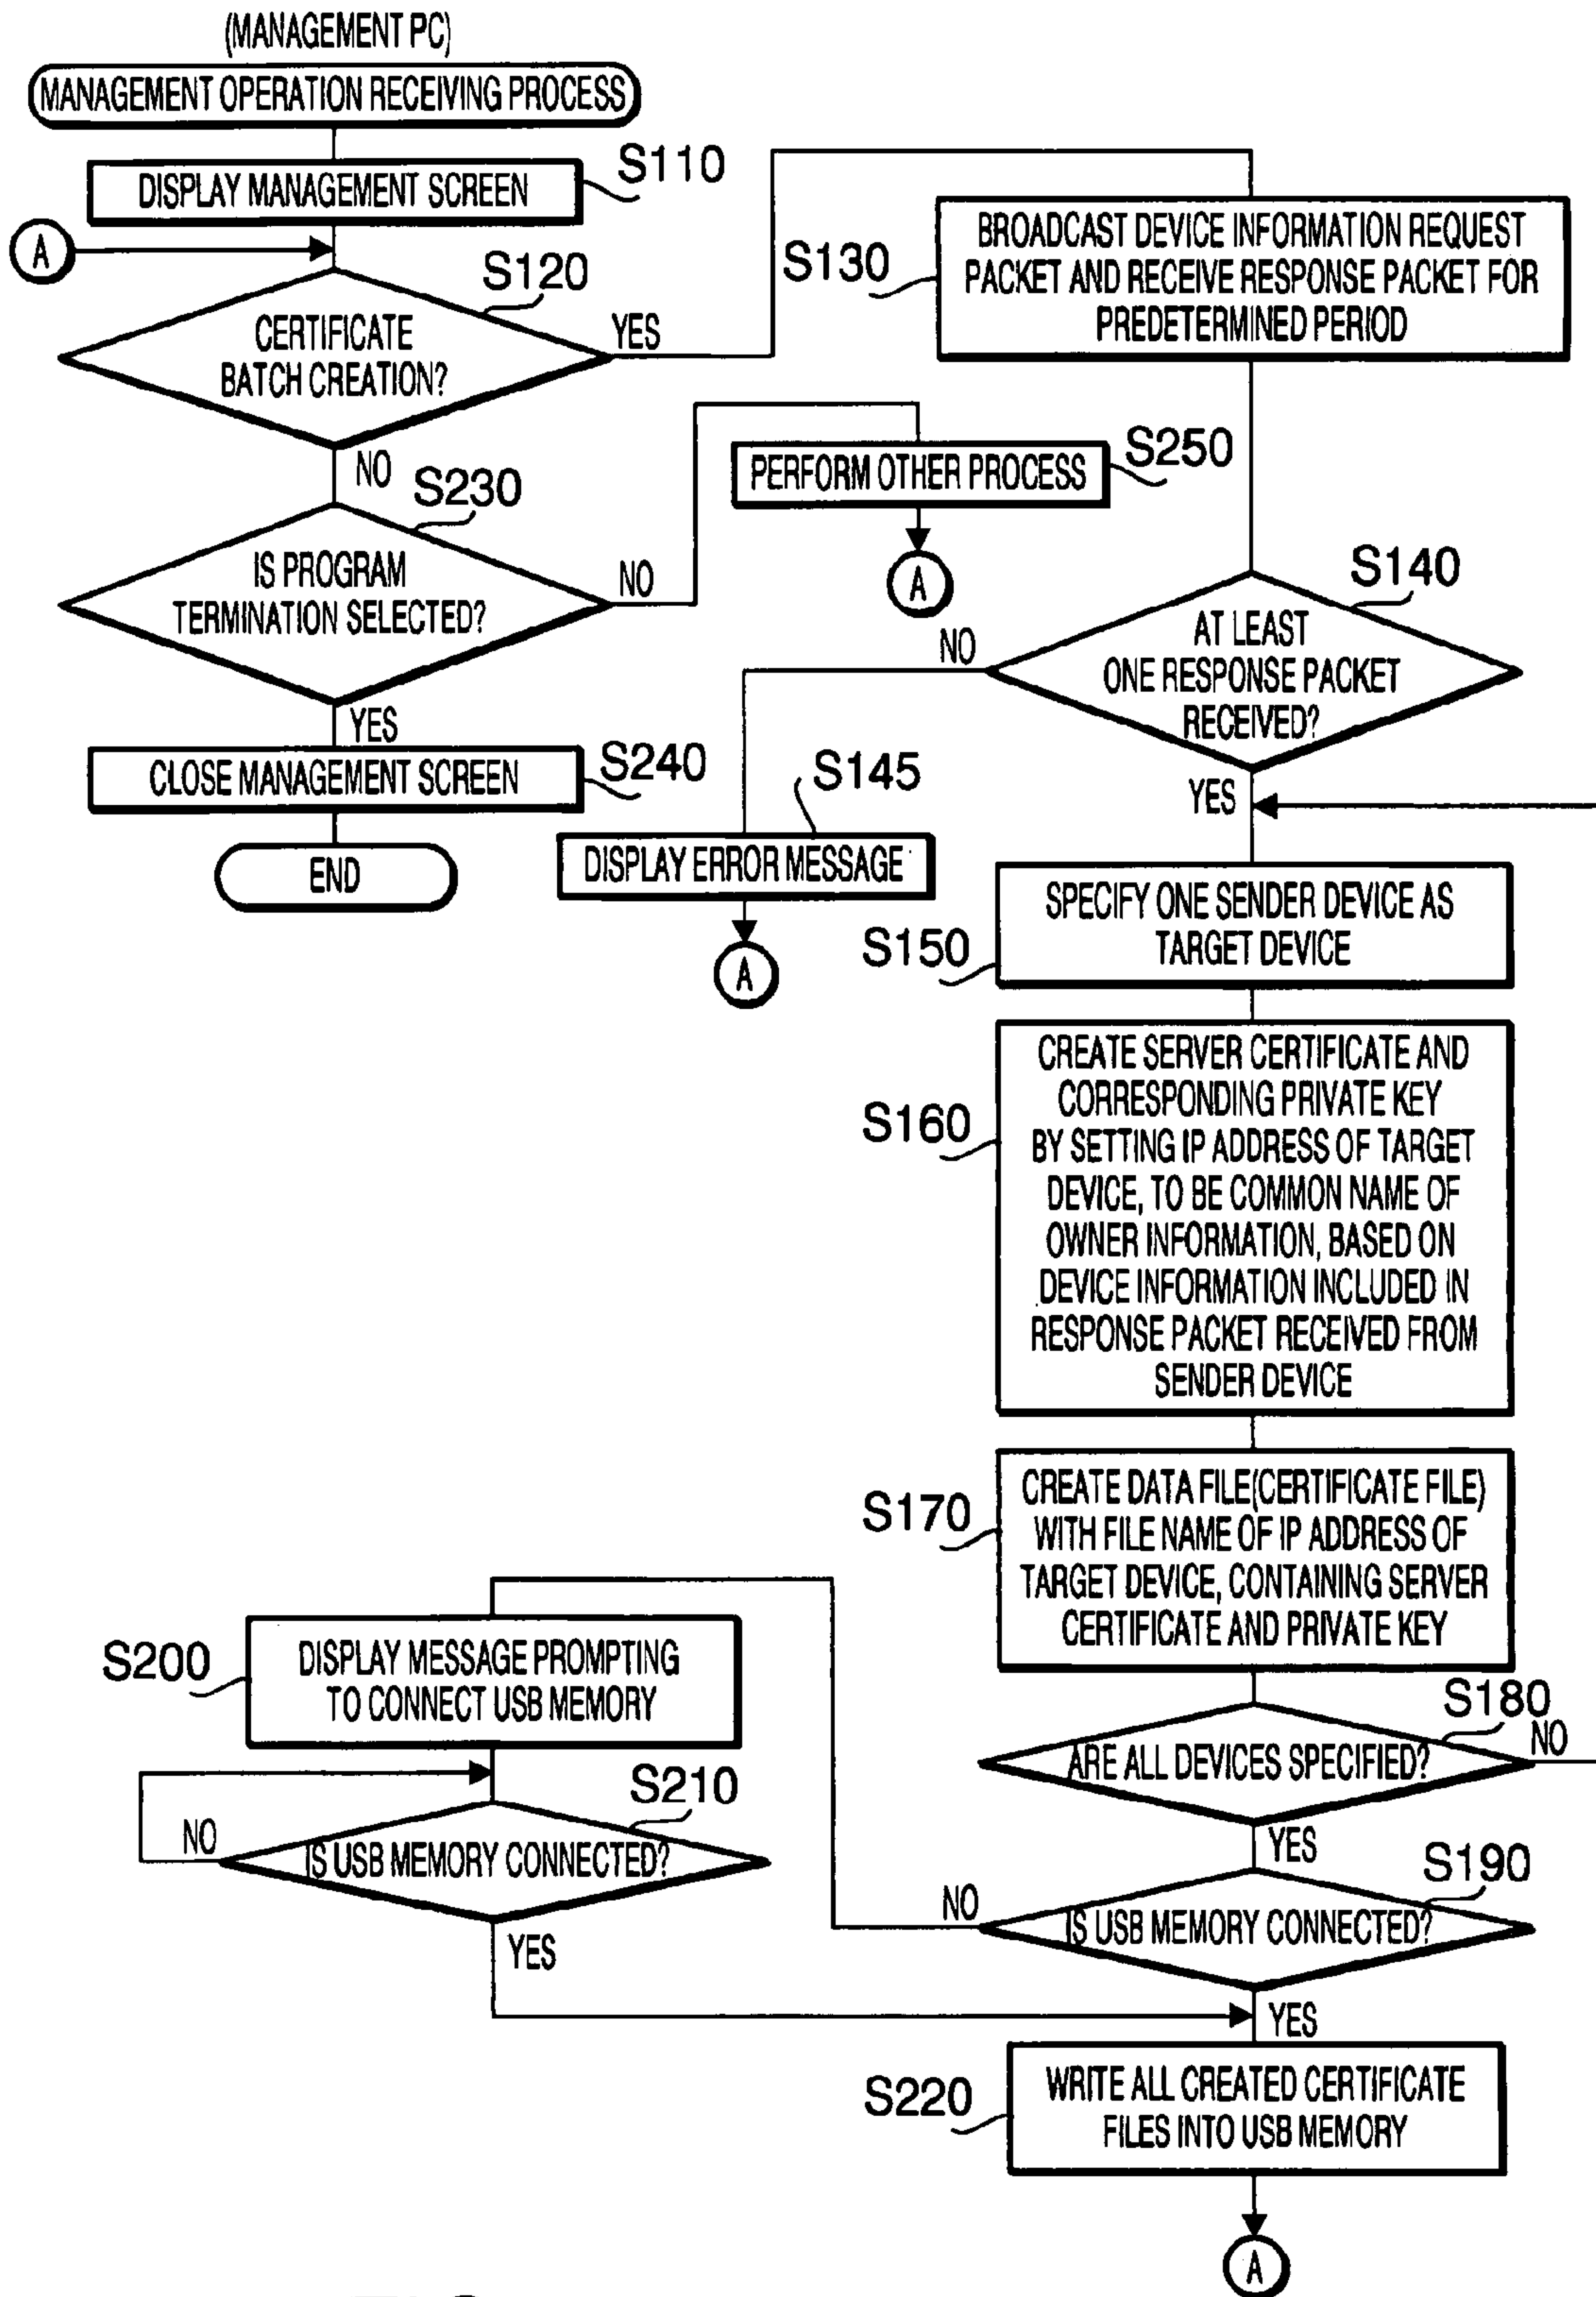 (MANAGEMENT PC)
MANAGEMENT OPERATION RECEIVING PROCESS
DISPLAY MANAGEMENT SCREEN
S110
A
S120
CERTIFICATE
BATCH CREATION?
YES
NO
S130
BROADCAST DEVICE INFORMATION REQUEST
PACKET AND RECEIVE RESPONSE PACKET FOR
PREDETERMINED PERIOD
S230
IS PROGRAM
TERMINATION SELECTED?
NO
YES
PERFORM OTHER PROCESS
S250
A
CLOSE MANAGEMENT SCREEN
S240
END
S140
AT LEAST
ONE RESPONSE PACKET
RECEIVED?
NO
YES
S145
DISPLAY ERROR MESSAGE
A
S150
SPECIFY ONE SENDER DEVICE AS
TARGET DEVICE
S160
CREATE SERVER CERTIFICATE AND
CORRESPONDING PRIVATE KEY
BY SETTING IP ADDRESS OF TARGET
DEVICE, TO BE COMMON NAME OF
OWNER INFORMATION, BASED ON
DEVICE INFORMATION INCLUDED IN
RESPONSE PACKET RECEIVED FROM
SENDER DEVICE
S170
CREATE DATA FILE(CERTIFICATE FILE)
WITH FILE NAME OF IP ADDRESS OF
TARGET DEVICE, CONTAINING SERVER
CERTIFICATE AND PRIVATE KEY
S180
ARE ALL DEVICES SPECIFIED?
NO
YES
S190
IS USB MEMORY CONNECTED?
NO
YES
S200
DISPLAY MESSAGE PROMPTING
TO CONNECT USB MEMORY
S210
IS USB MEMORY CONNECTED?
NO
YES
S220
WRITE ALL CREATED CERTIFICATE
FILES INTO USB MEMORY
A